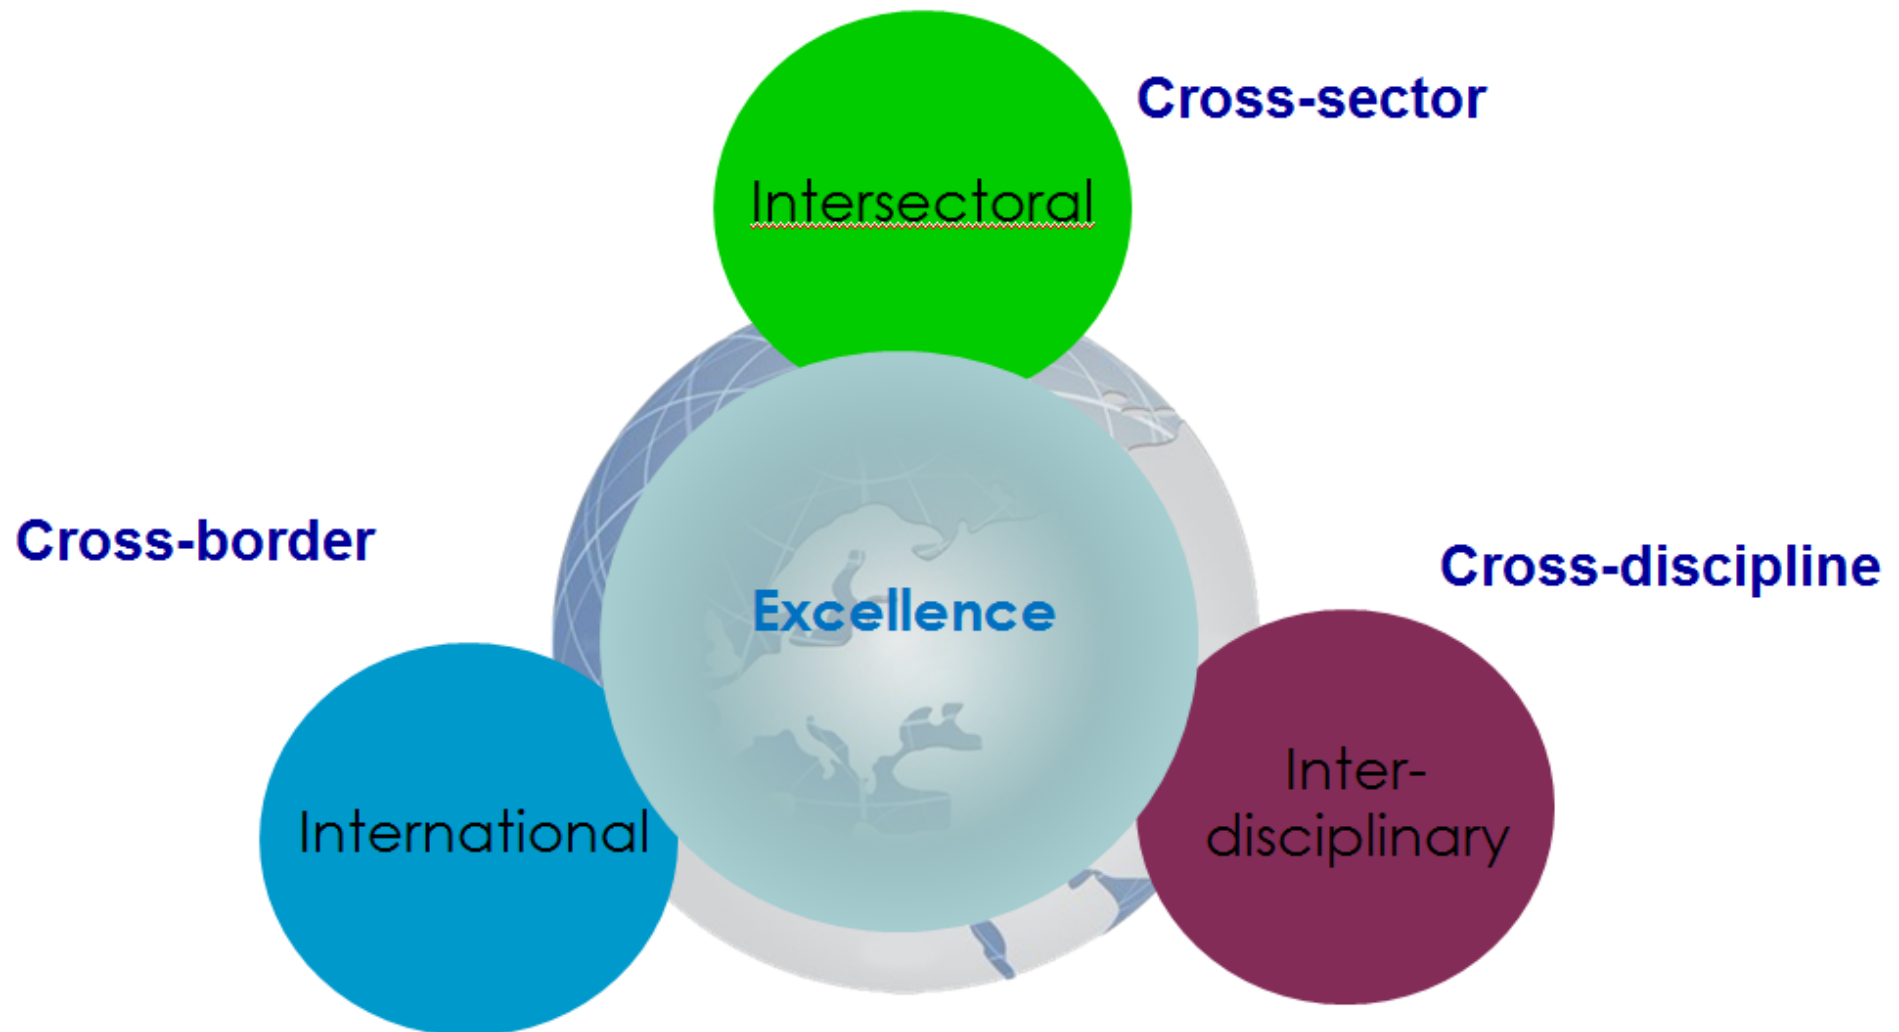 Cross-sector
Intersectoral
Cross-border
Cross-discipline
Excellence
International
Inter-
disciplinary